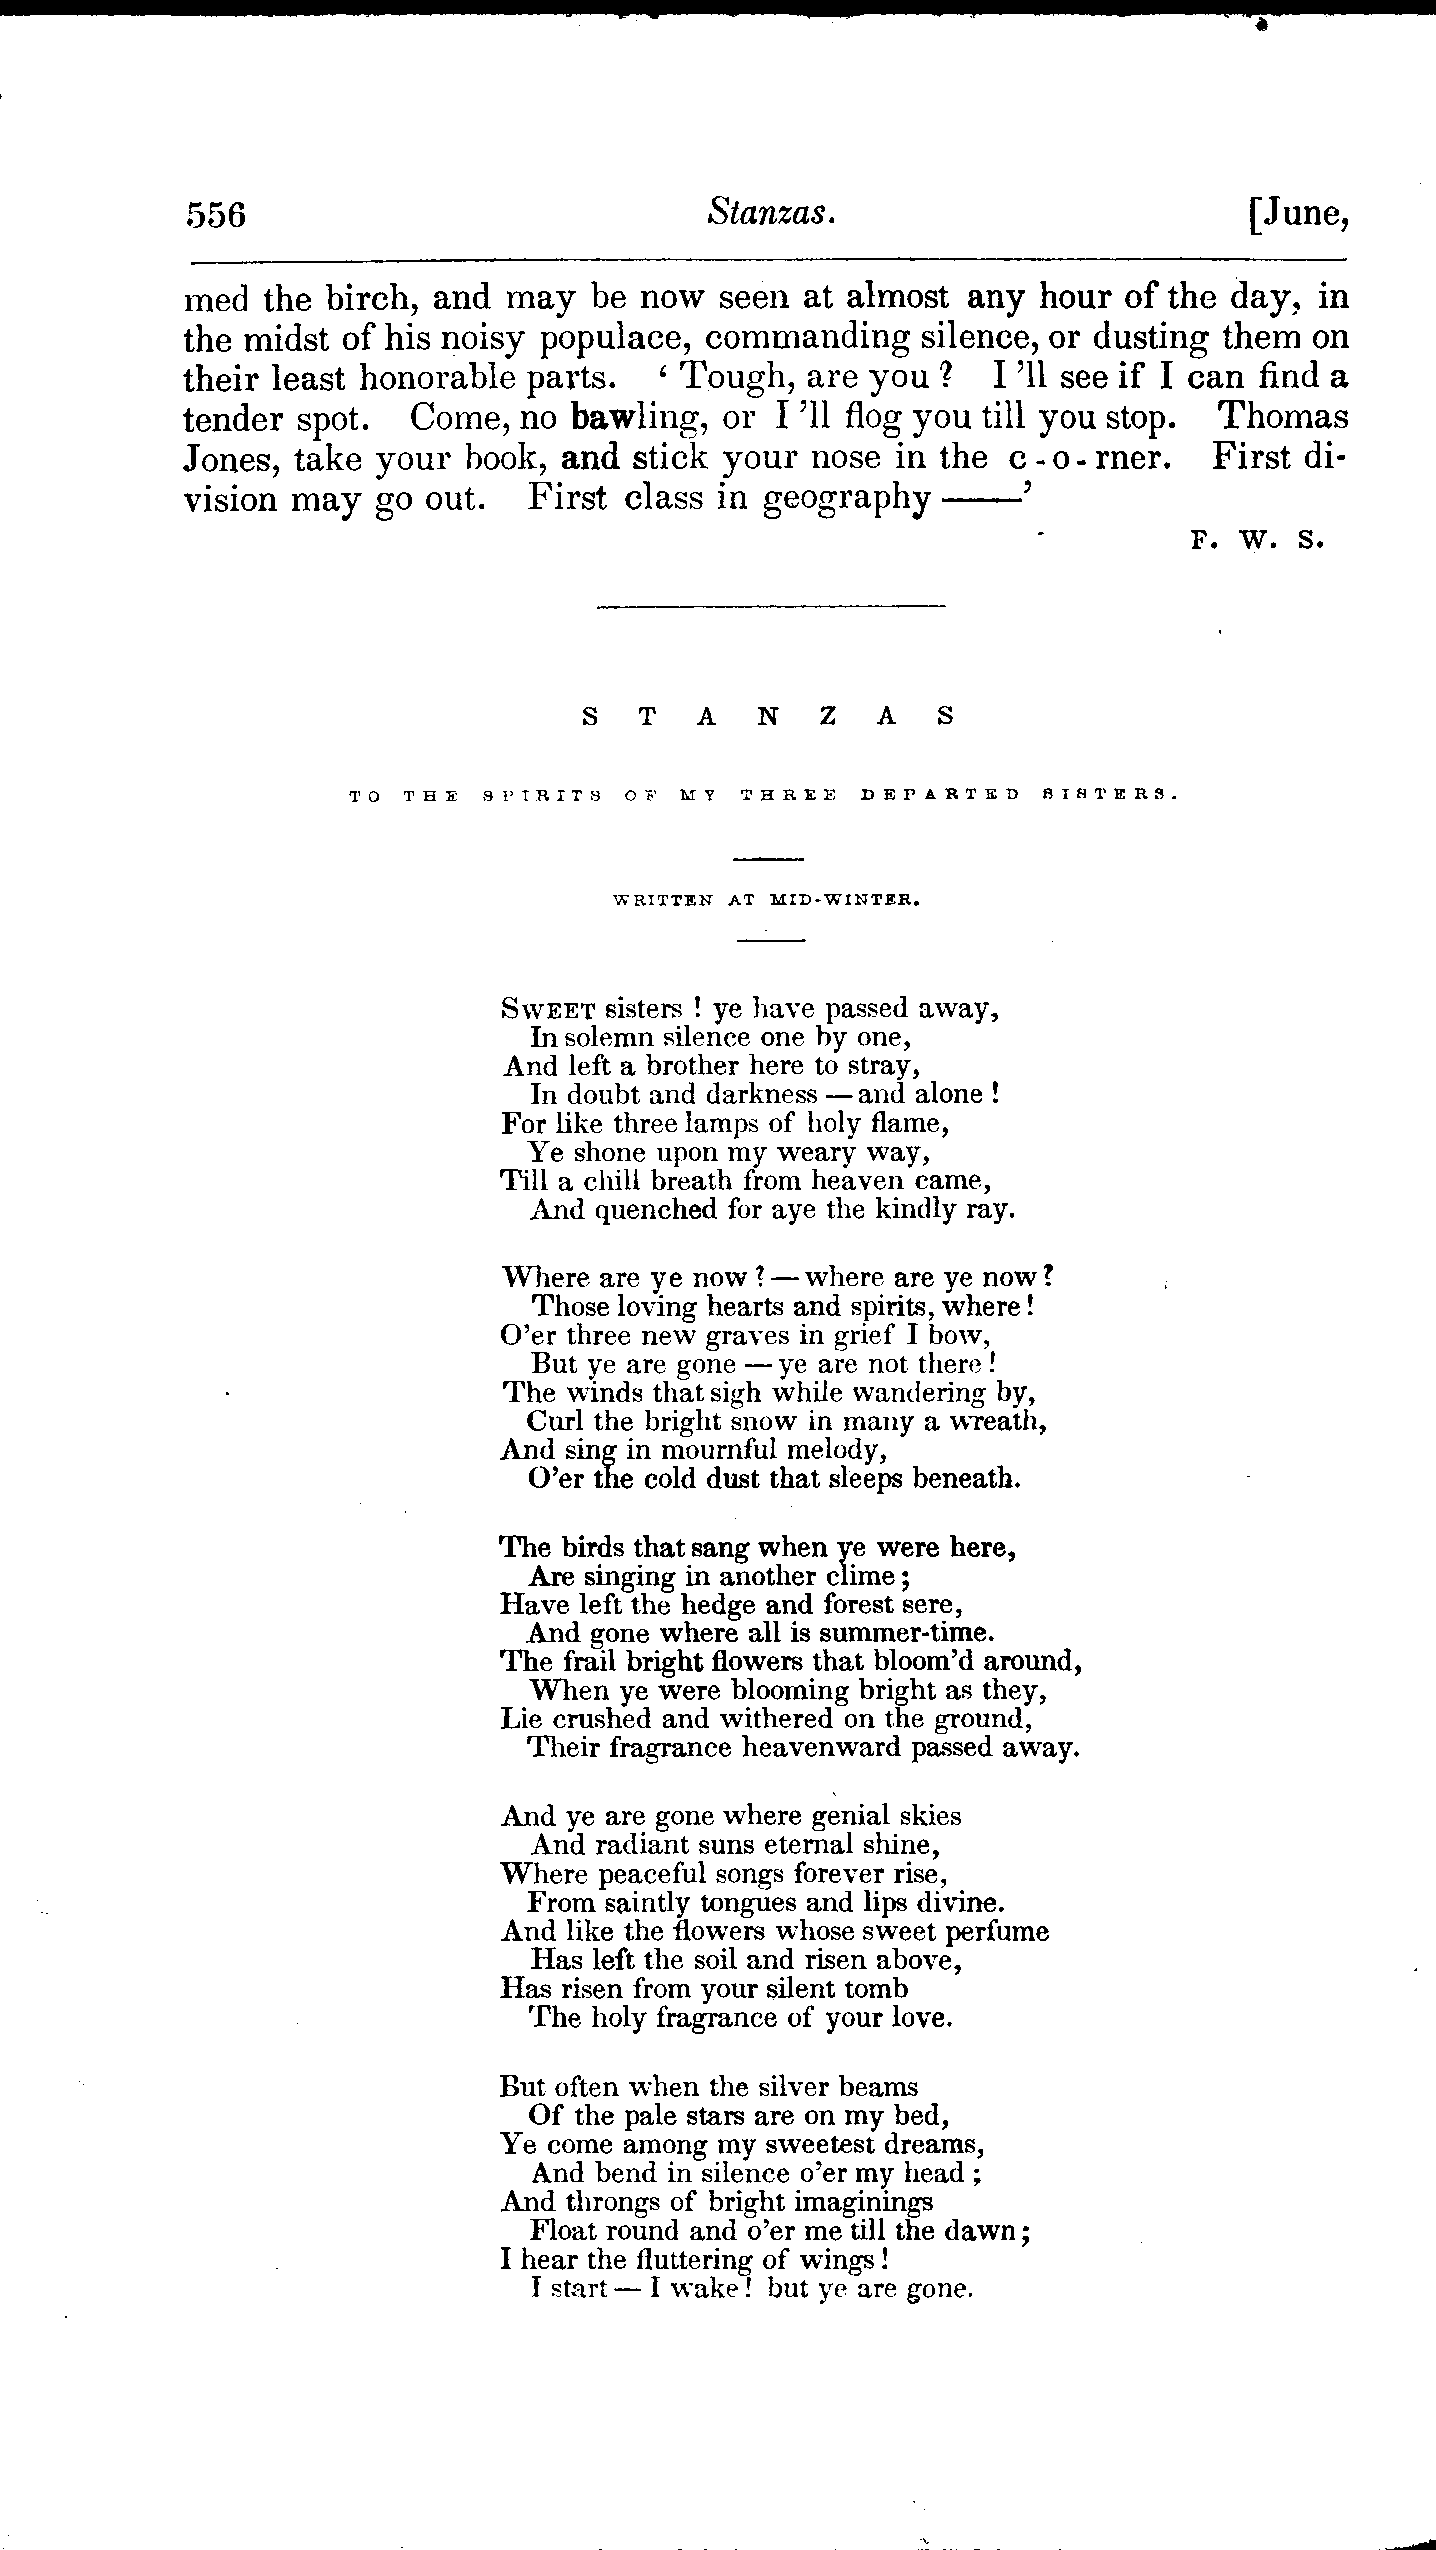 556 Stanzas. [June,
med the birch, and may be now seen at almost any hour of the day, in
the midst of his noisy populace, commanding silence, or dusting them on
their least honorable parts. ‘ Tough, are you ? I ’ll see if I can find a
tender spot. Come, no bawling, or I ’ll flog you till you stop. Thomas
Jones, take your book, and stick your nose in the c-o-rner. First di-
vision may go out. First class in geography ——’
F. W. S.
STANZAS
TO THE SPIRITS OF MY THREE DEPARTED SISTERS.
WRITTEN AT MID-WINTER.
SWEET sisters ! ye have passed away,
In solemn silence one by one,
And left a brother here to stray,
In doubt and darkness — and alone !
For like three lamps of holy flame,
Ye shone upon my weary way,
Till a chill breath from heaven came,
And quenched for aye the kindly ray.
Where are ye now ? — where are ye now ?
Those loving hearts and spirits, where !
O’er three new graves in grief I bow,
But ye are gone — ye are not there !
The winds that sigh while wandering by,
Curl the bright snow in many a wreath,
And sing in mournful melody,
O’er the cold dust that sleeps beneath.
The birds that sang when ye were here,
Are singing in another clime ;
Have left the hedge and forest sere,
And gone where all is summer-time.
The frail bright flowers that bloom’d around,
When ye were blooming bright as they,
Lie crushed and withered on the ground,
Their fragrance heavenward passed away.
And ye are gone where genial skies
And radiant suns eternal shine,
Where peaceful songs forever rise,
From saintly tongues and lips divine.
And like the flowers whose sweet perfume
Has left the soil and risen above,
Has risen from your silent tomb
The holy fragrance of your love.
But often when the silver beams
Of the pale stars are on my bed,
Ye come among my sweetest dreams,
And bend in silence o’er my head ;
And throngs of bright imaginings
Float round and o’er me till the dawn ;
I hear the fluttering of wings !
I start — I wake ! but ye are gone.